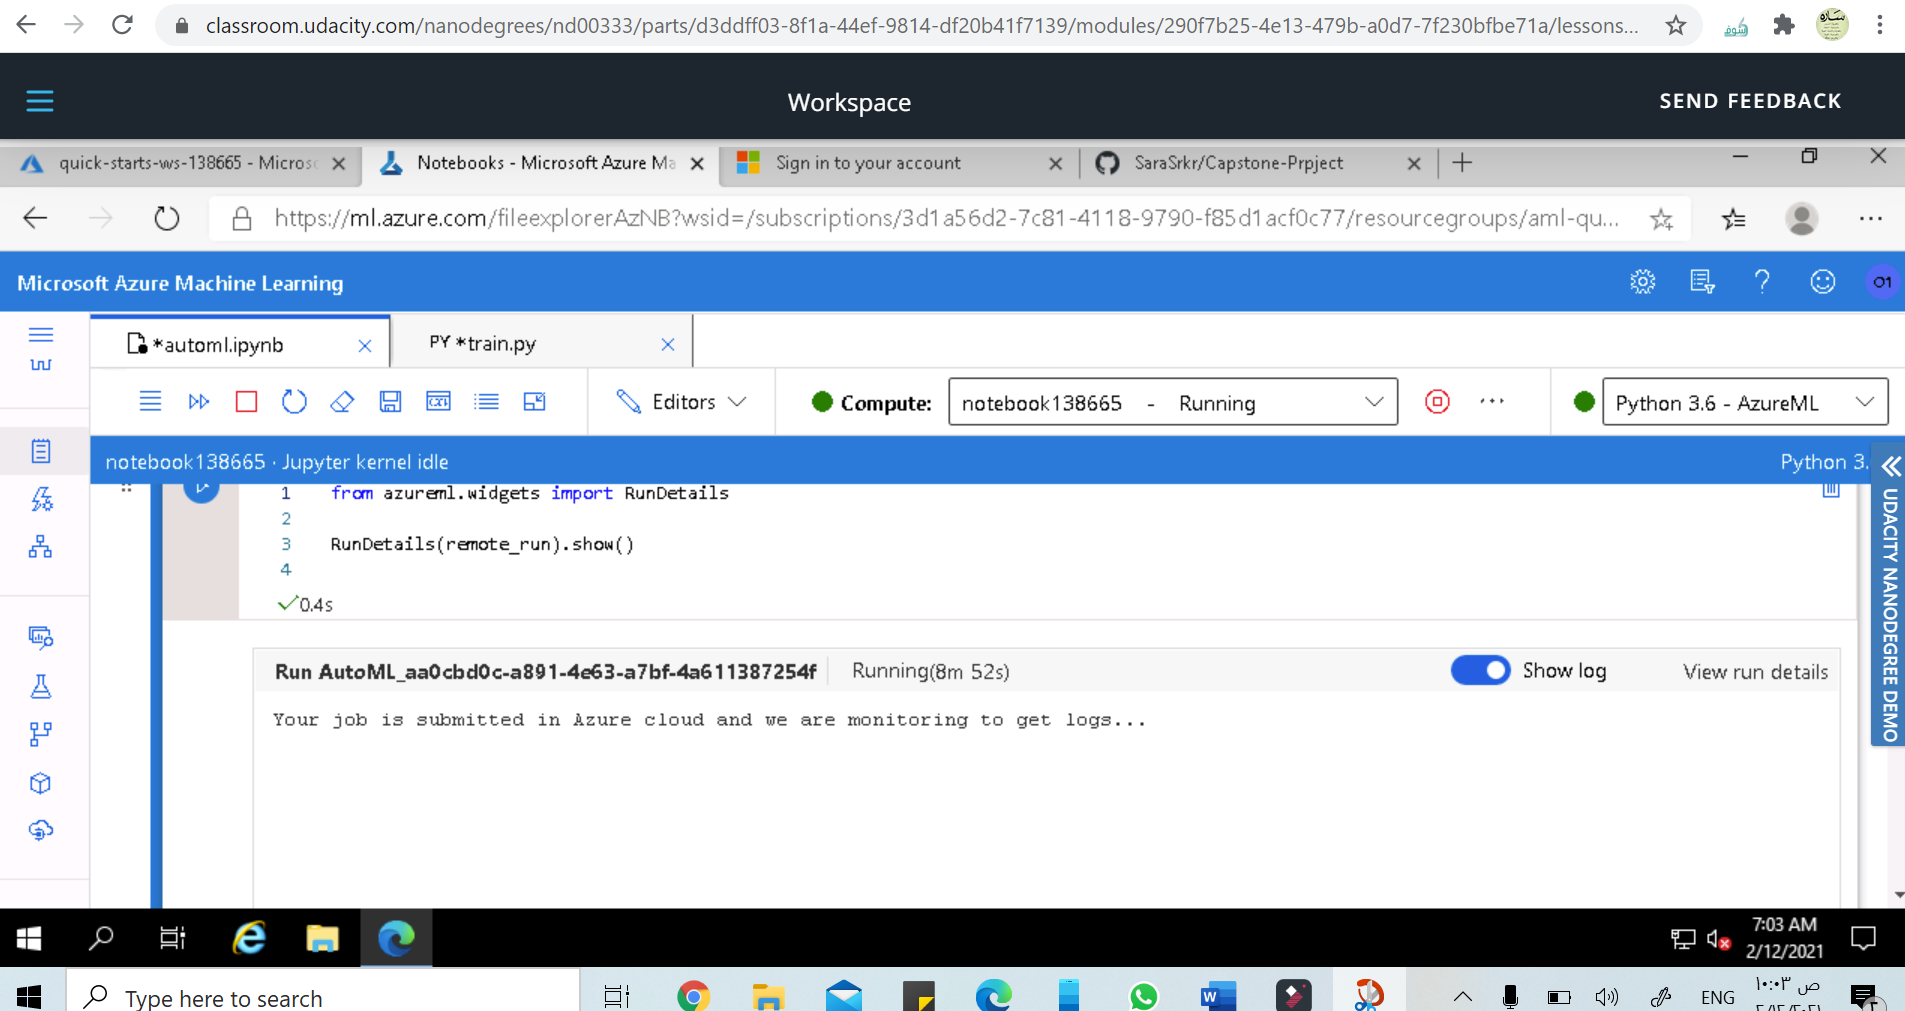 classroom.udacity.com/nanodegrees/nd00333/parts/d3ddff03-8f1a-44ef-9814-df20b41f7139/modules/290f7b25-4e13-479b-a0d7-7f230bfbe71a/lessons...
Workspace
SEND FEEDBACK
quick-starts-ws-138665 - Microsc
Notebooks - Microsoft Azure Ma
Sign in to your account
SaraSrkr/Capstone-Prpject
https://ml.azure.com/fileexplorerAzNB?wsid=/subscriptions/3d1a56d2-7c81-4118-9790-f85d1acf0c77/resourcegroups/aml-qu...
Microsoft Azure Machine Learning
01
*automl.ipynb
PY *train.py
Editors
Compute:
notebook138665 - Running
Python 3.6 - AzureML
notebook138665 · Jupyter kernel idle
Python 3.
UDACITY NANODEGREE DEMO
1 from azureml.widgets import RunDetails
2
3 RunDetails(remote_run).show()
4
0.4s
Run AutoML_aa0cbd0c-a891-4e63-a7bf-4a611387254f
Running(8m 52s)
Show log
View run details
Your job is submitted in Azure cloud and we are monitoring to get logs...
7:03 AM
2/12/2021
Type here to search
ENG
١٠:٠٣ ص